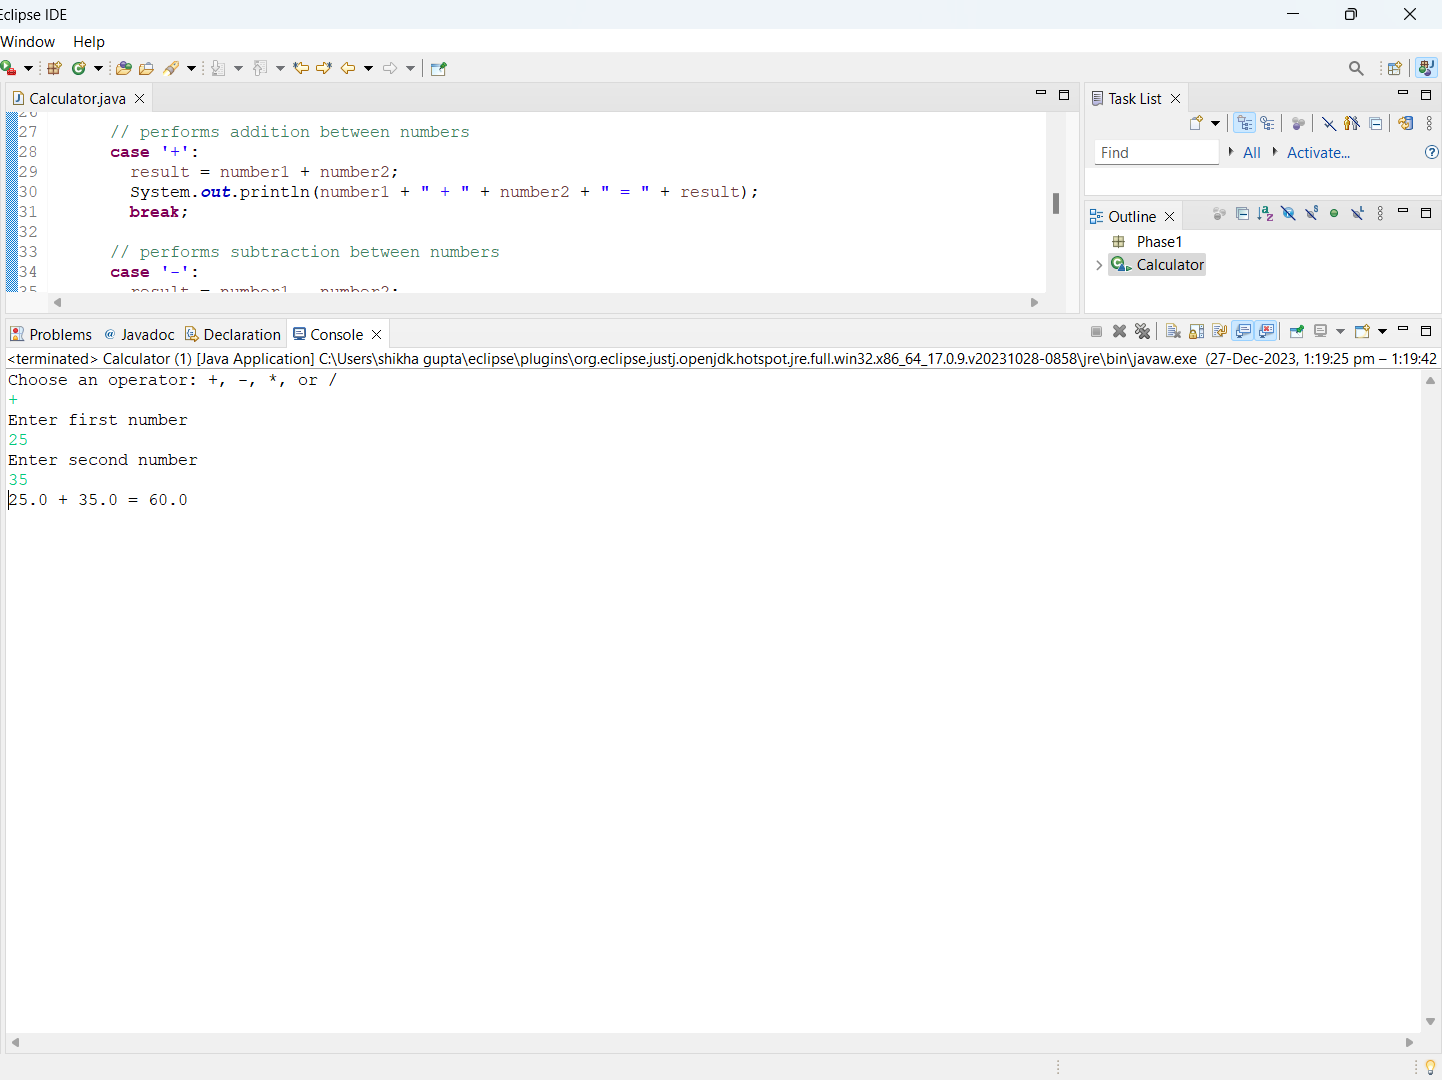 Eclipse IDE
Window Help
Calculator.java
27 // performs addition between numbers
28 case '+':
29 result = number1 + number2;
30 System.out.println(number1 + " + " + number2 + " = " + result);
31 break;
32
33 // performs subtraction between numbers
34 case '-':
35 result = number1 - number2;
Task List
Find All Activate...
Outline
Phase1
Calculator
Problems @ Javadoc Declaration Console
<terminated> Calculator (1) [Java Application] C:\Users\shikha gupta\eclipse\plugins\org.eclipse.justj.openjdk.hotspot.jre.full.win32.x86_64_17.0.9.v20231028-0858\jre\bin\javaw.exe (27-Dec-2023, 1:19:25 pm – 1:19:42
Choose an operator: +, -, *, or /
+
Enter first number
25
Enter second number
35
25.0 + 35.0 = 60.0